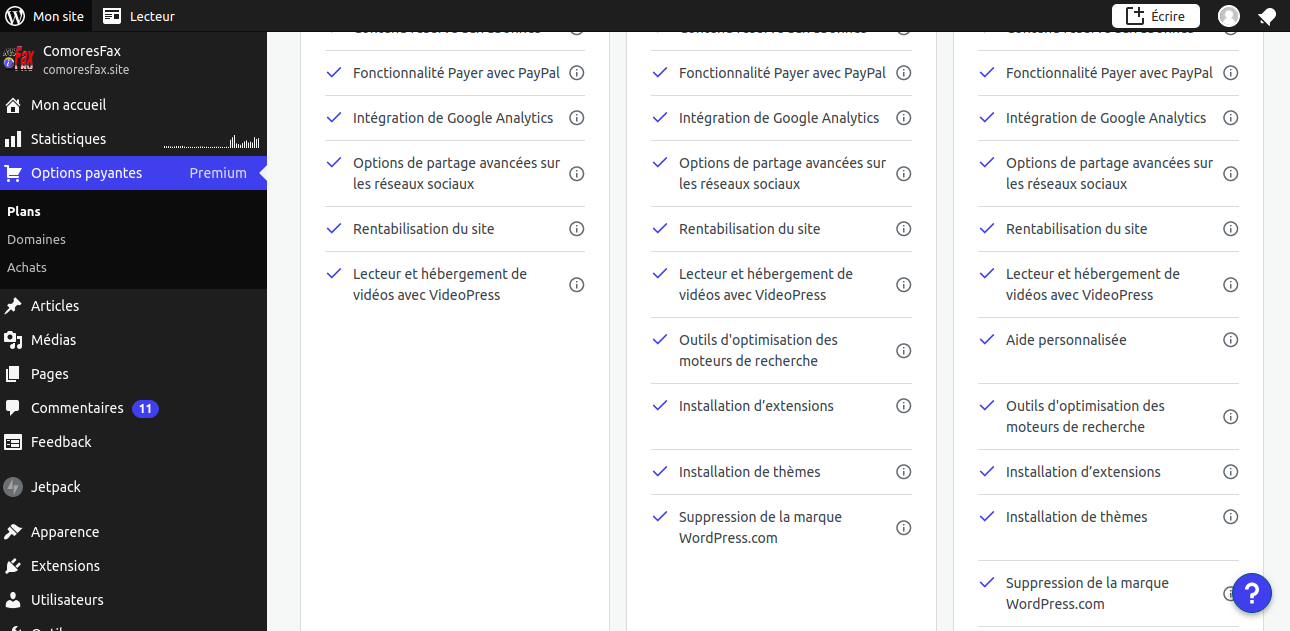 Mon site
Lecteur
Écrire
ComoresFax
comoresfax.site
Mon accueil
Statistiques
Options payantes
Premium
Plans
Domaines
Achats
Articles
Médias
Pages
Commentaires
11
Feedback
Jetpack
Apparence
Extensions
Utilisateurs
Fonctionnalité Payer avec PayPal
Intégration de Google Analytics
Options de partage avancées sur
les réseaux sociaux
Rentabilisation du site
Lecteur et hébergement de
vidéos avec VideoPress
Fonctionnalité Payer avec PayPal
Intégration de Google Analytics
Options de partage avancées sur
les réseaux sociaux
Rentabilisation du site
Lecteur et hébergement de
vidéos avec VideoPress
Outils d'optimisation des
moteurs de recherche
Installation d’extensions
Installation de thèmes
Suppression de la marque
WordPress.com
Fonctionnalité Payer avec PayPal
Intégration de Google Analytics
Options de partage avancées sur
les réseaux sociaux
Rentabilisation du site
Lecteur et hébergement de
vidéos avec VideoPress
Aide personnalisée
Outils d'optimisation des
moteurs de recherche
Installation d’extensions
Installation de thèmes
Suppression de la marque
WordPress.com
?